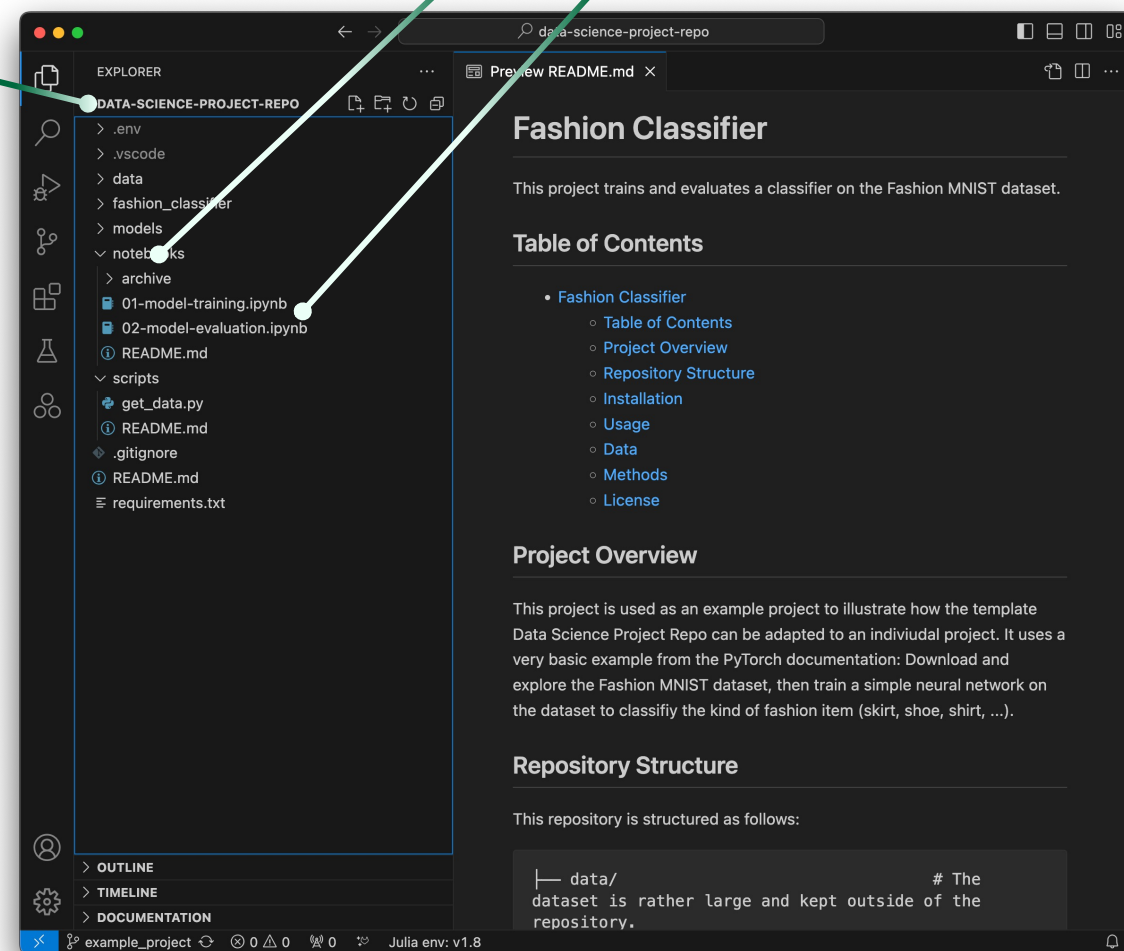 data-science-project-repo
EXPLORER
Preview README.md
DATA-SCIENCE-PROJECT-REPO
.env
.vscode
data
fashion_classifier
models
notebooks
archive
01-model-training.ipynb
02-model-evaluation.ipynb
README.md
scripts
get_data.py
README.md
.gitignore
README.md
requirements.txt
OUTLINE
TIMELINE
DOCUMENTATION
Fashion Classifier
This project trains and evaluates a classifier on the Fashion MNIST dataset.
Table of Contents
Fashion Classifier
Table of Contents
Project Overview
Repository Structure
Installation
Usage
Data
Methods
License
Project Overview
This project is used as an example project to illustrate how the template
Data Science Project Repo can be adapted to an indiviudal project. It uses a
very basic example from the PyTorch documentation: Download and
explore the Fashion MNIST dataset, then train a simple neural network on
the dataset to classifiy the kind of fashion item (skirt, shoe, shirt, ...).
Repository Structure
This repository is structured as follows:
├── data/ # The
dataset is rather large and kept outside of the
repository.
example_project 0 0 0 Julia env: v1.8